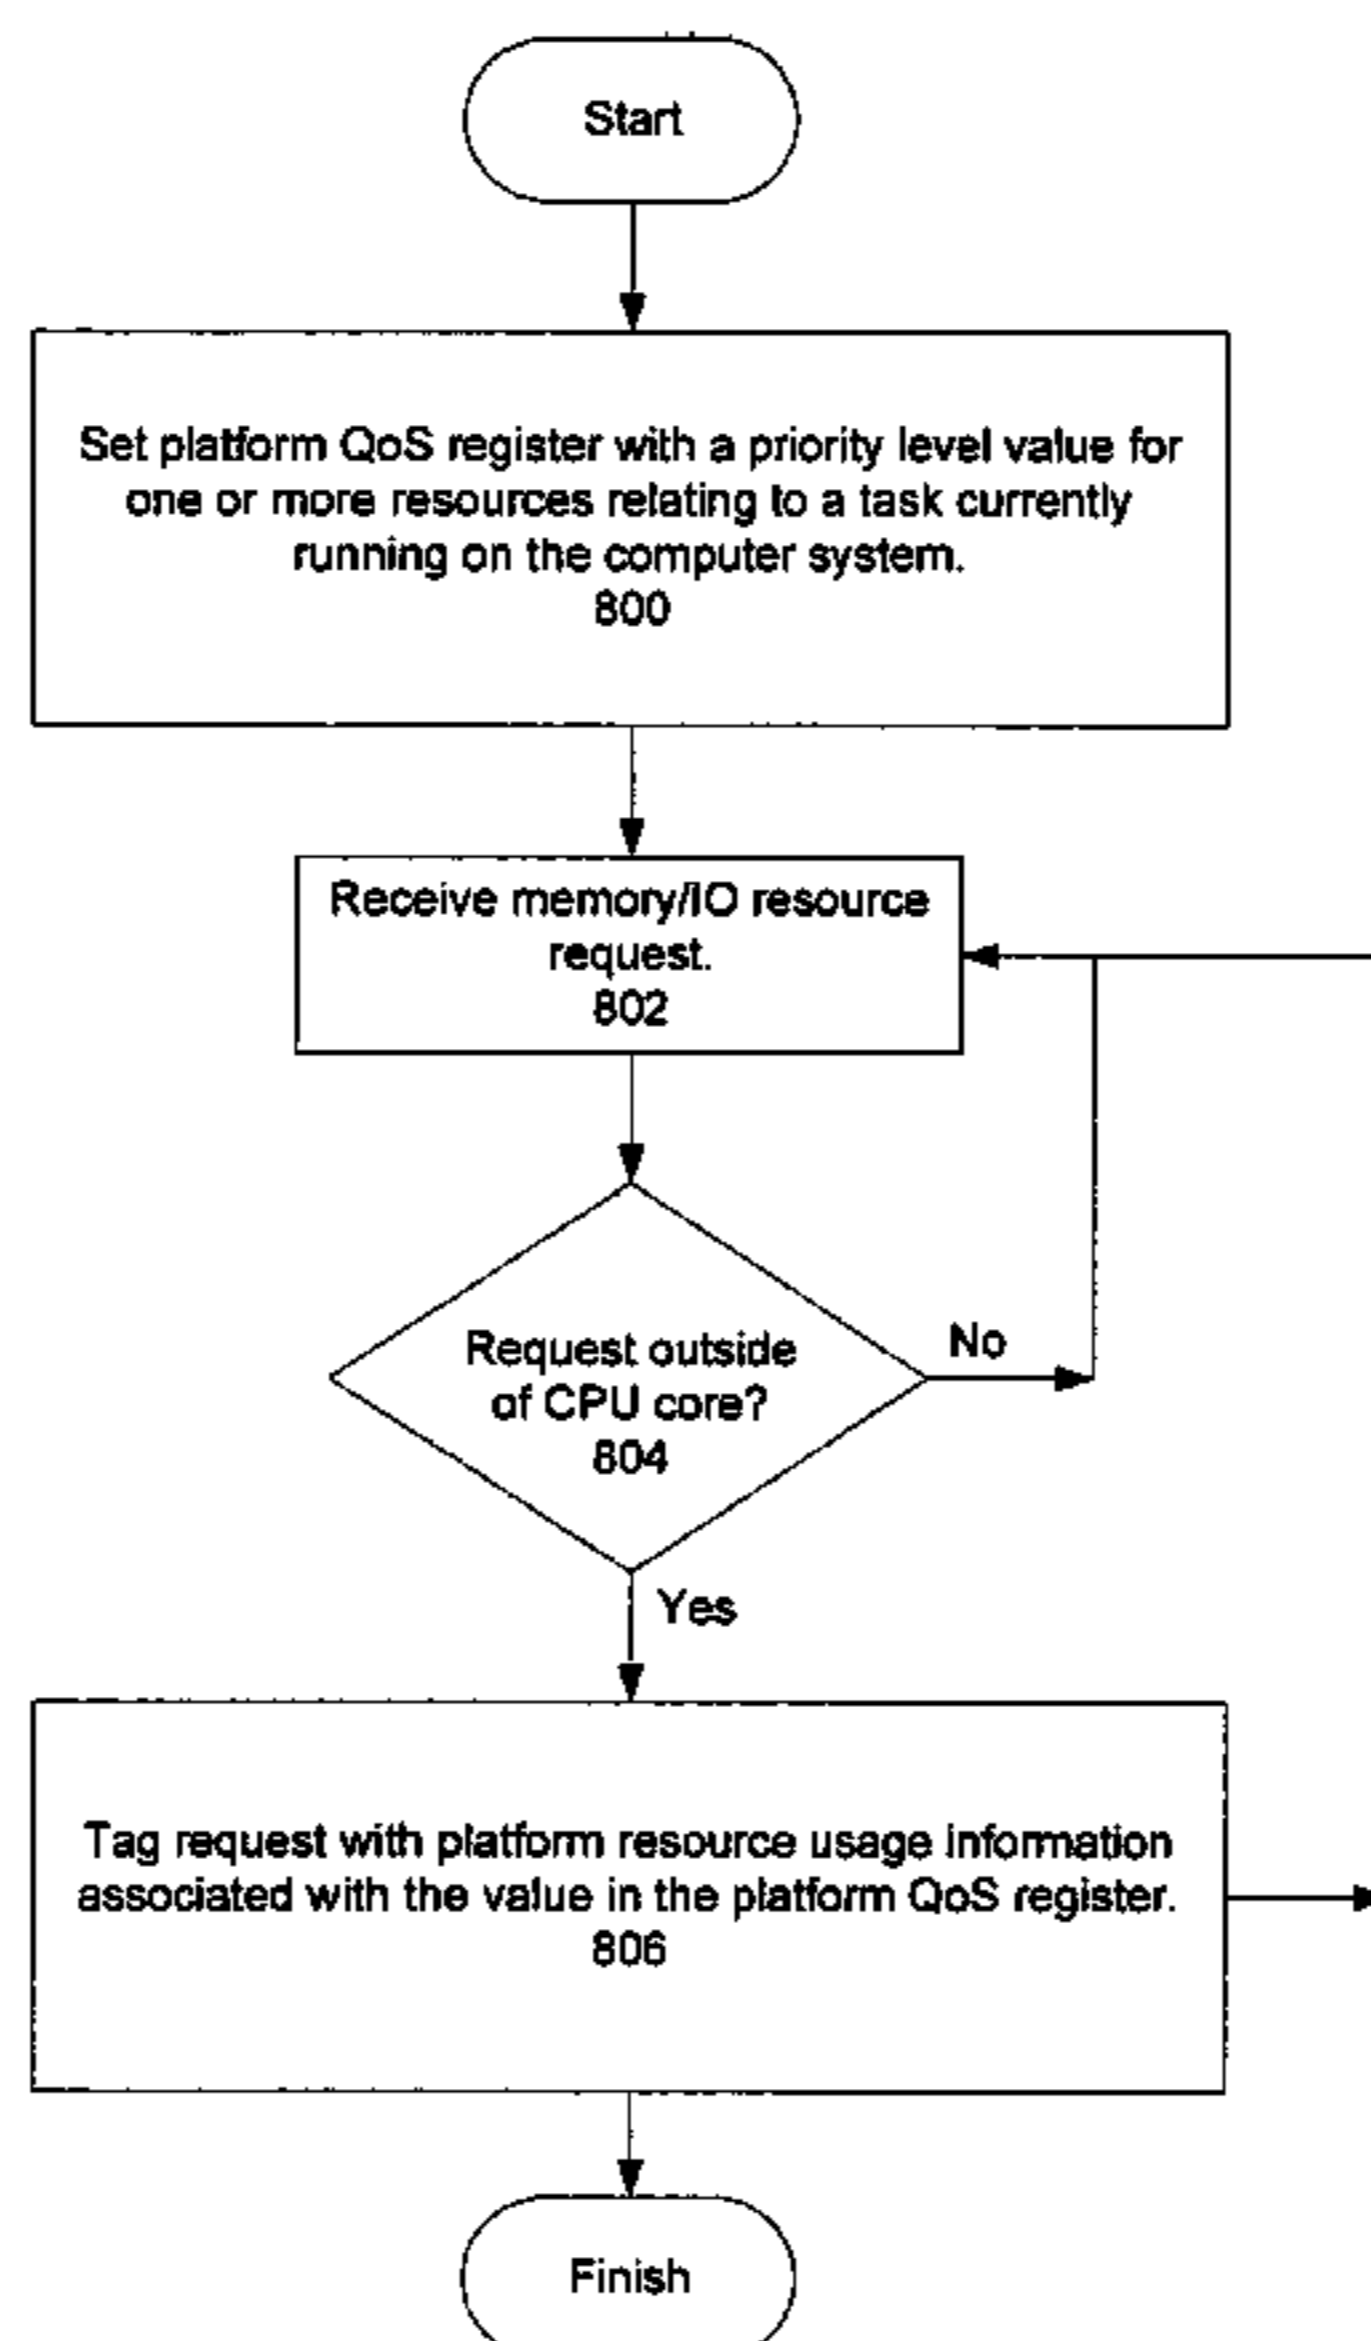 Start
Set platform QoS register with a priority level value for
one or more resources relating to a task currently
running on the computer system.
800
Receive memory/IO resource
request.
802
Request outside
of CPU core?
804
No
Yes
Tag request with platform resource usage information
associated with the value in the platform QoS register.
806
Finish